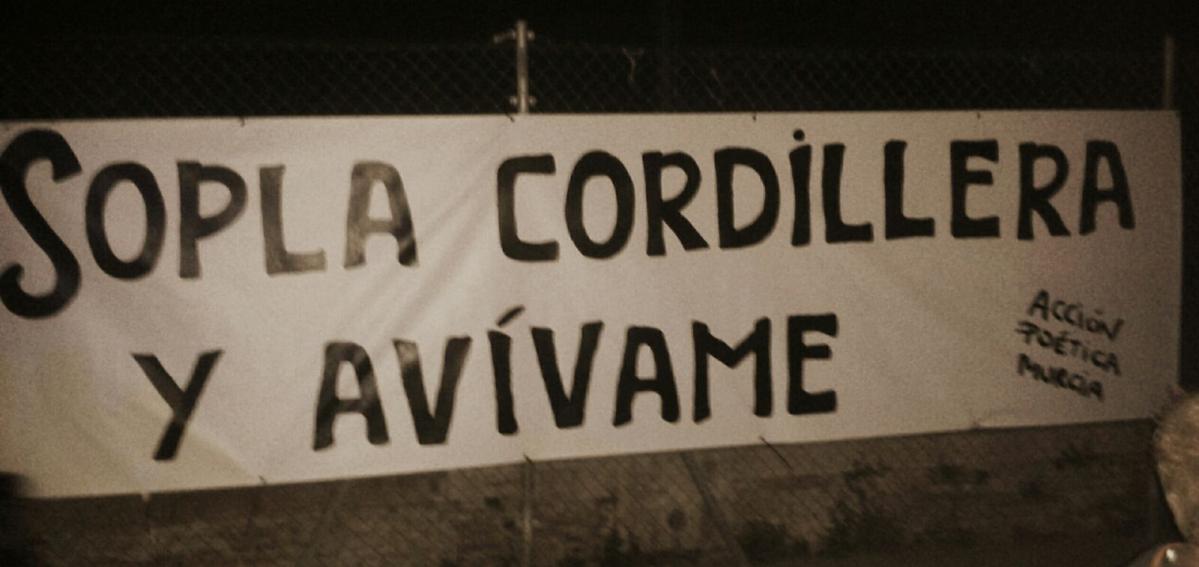 SOPLA CORDILLERA
Y AVÍVAME
ACCIÓN
POÉTICA
MURCIA